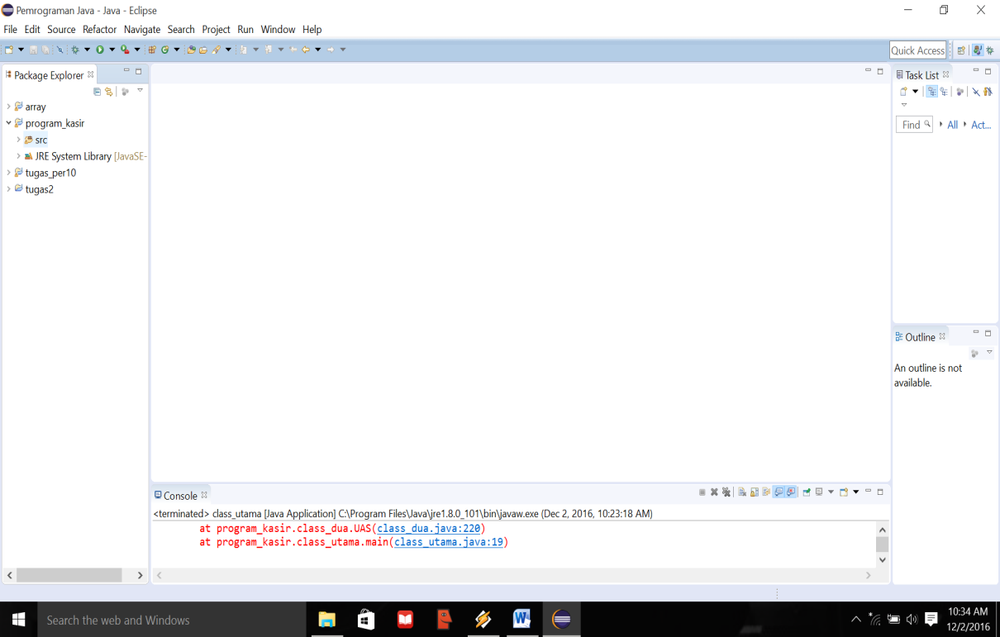 Pemrograman Java - Java - Eclipse
File Edit Source Refactor Navigate Search Project Run Window Help
Quick Access
Package Explorer
array
program_kasir
src
JRE System Library [JavaSE-
tugas_per10
tugas2
Task List
Find All Act...
Outline
An outline is not
available.
Console
<terminated> class_utama [Java Application] C:\Program Files\Java\jre1.8.0_101\bin\javaw.exe (Dec 2, 2016, 10:23:18 AM)
at program_kasir.class_dua.UAS(class_dua.java:220)
at program_kasir.class_utama.main(class_utama.java:19)
Search the web and Windows
10:34 AM
12/2/2016